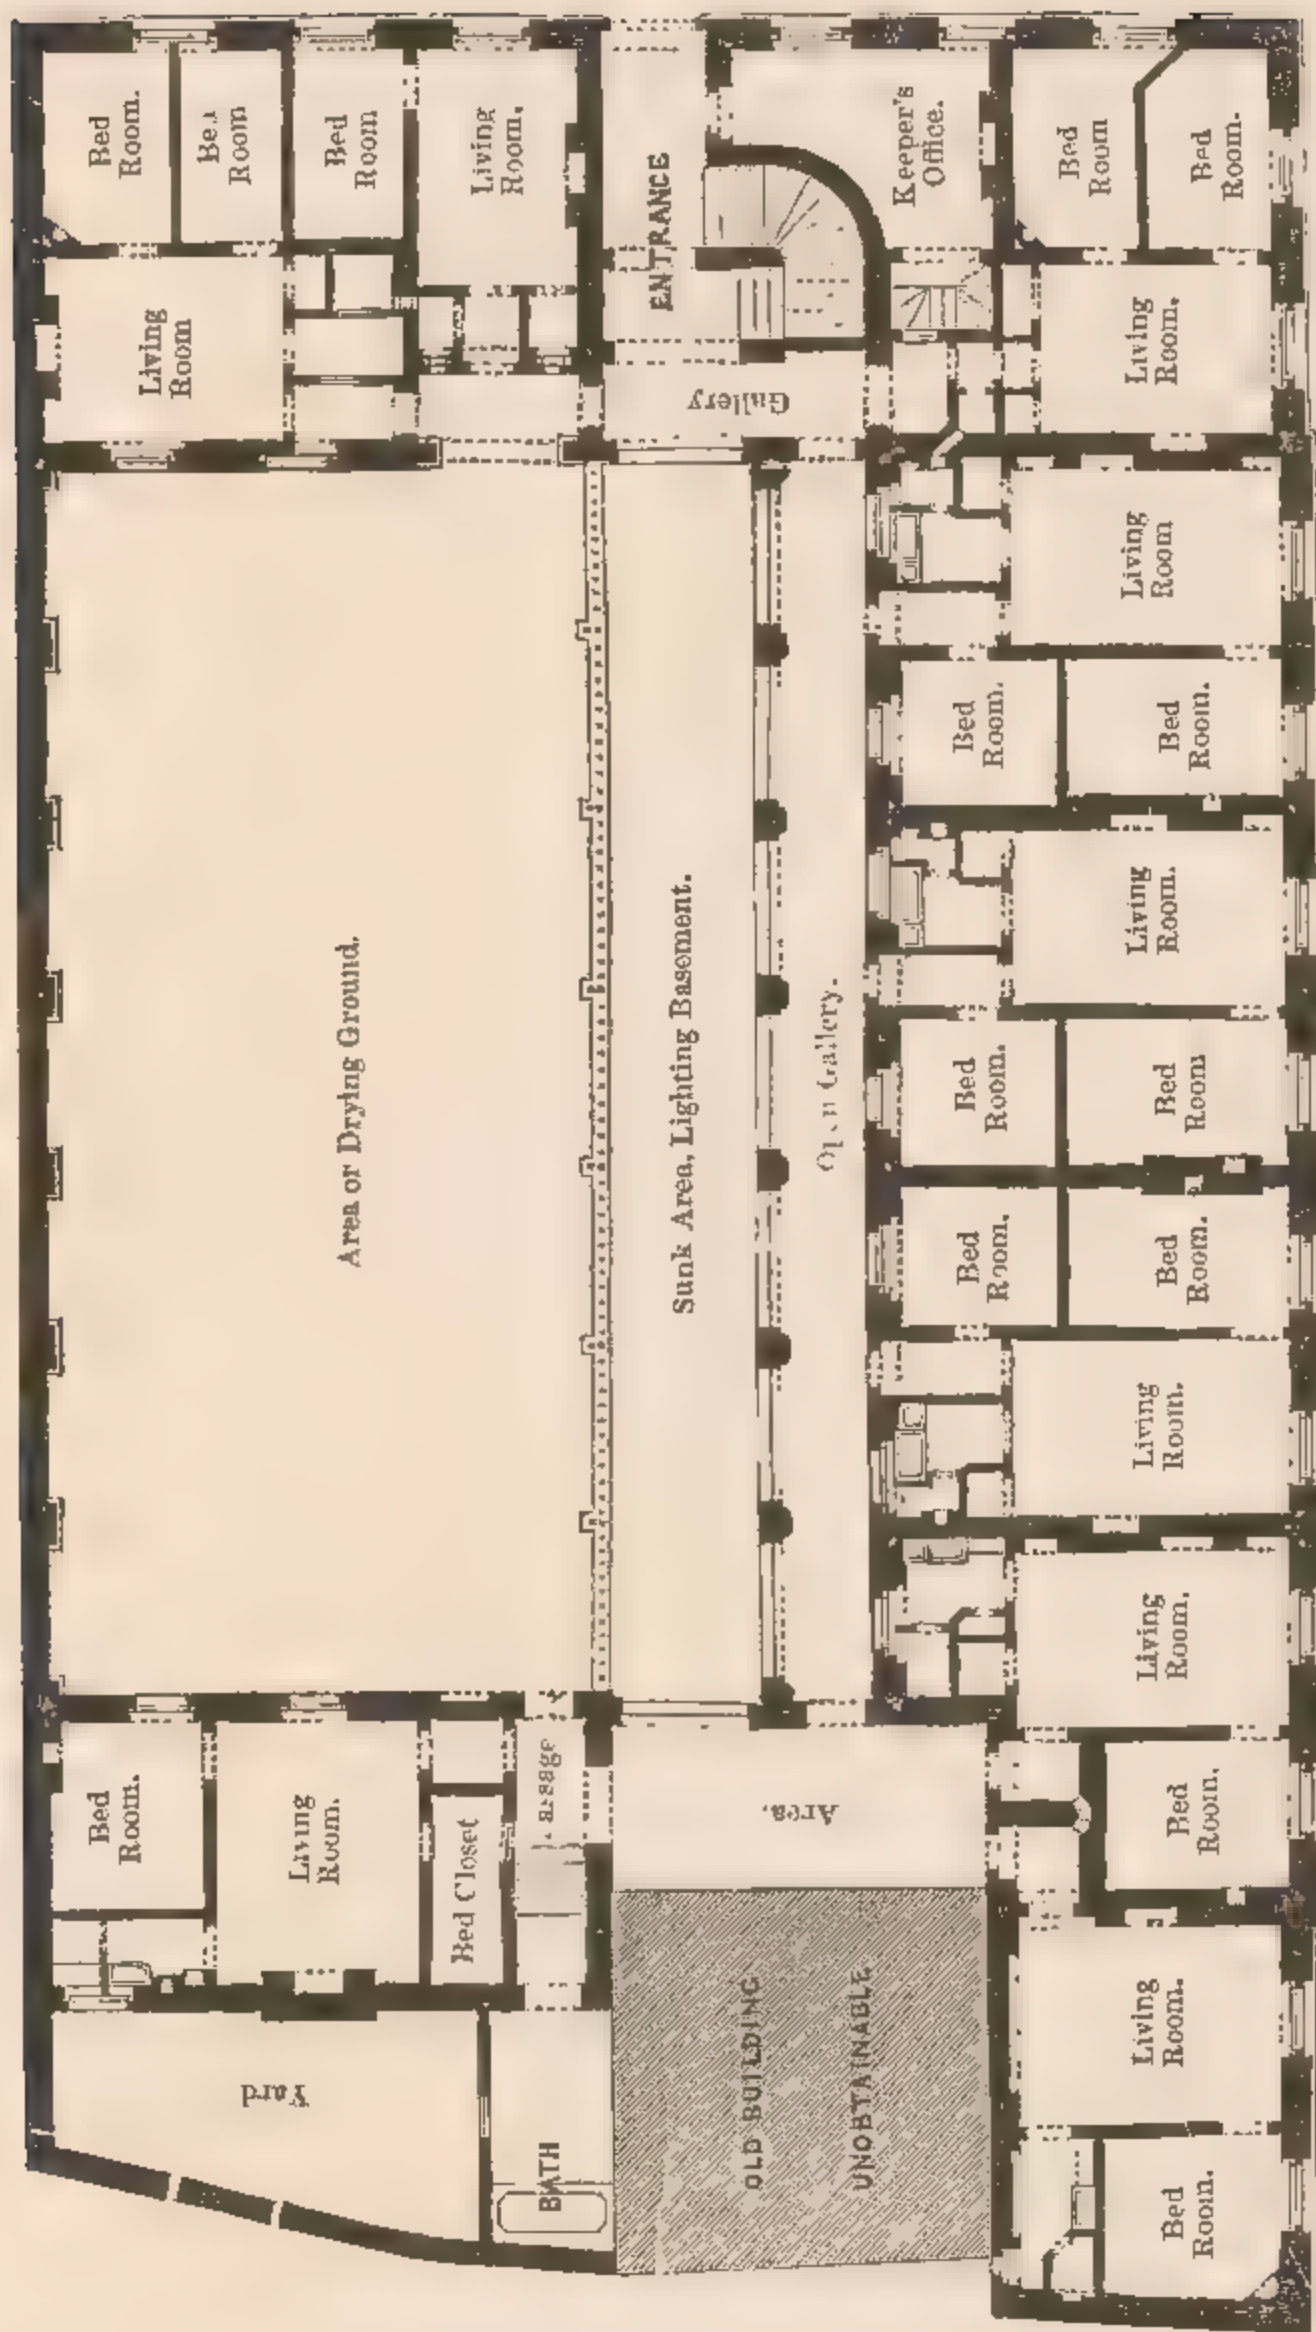 Bed
Room.
Bed
Room
Bed
Room
Living
Room.
Living
Room
ENTRANCE
Keeper's
Office.
Bed
Room
Bed
Room.
Living
Room.
Gallery
Living
Room
Bed
Room.
Bed
Room.
Living
Room.
Bed
Room.
Bed
Room
Bed
Room.
Bed
Room.
Living
Room.
Living
Room.
Bed
Room.
Living
Room.
Bed
Room.
Area or Drying Ground.
Sunk Area, Lighting Basement.
Open Gallery.
Bed
Room.
Living
Room.
Bed Closet
Passage
Area.
Yard
BATH
OLD BUILDING
UNOBTAINABLE